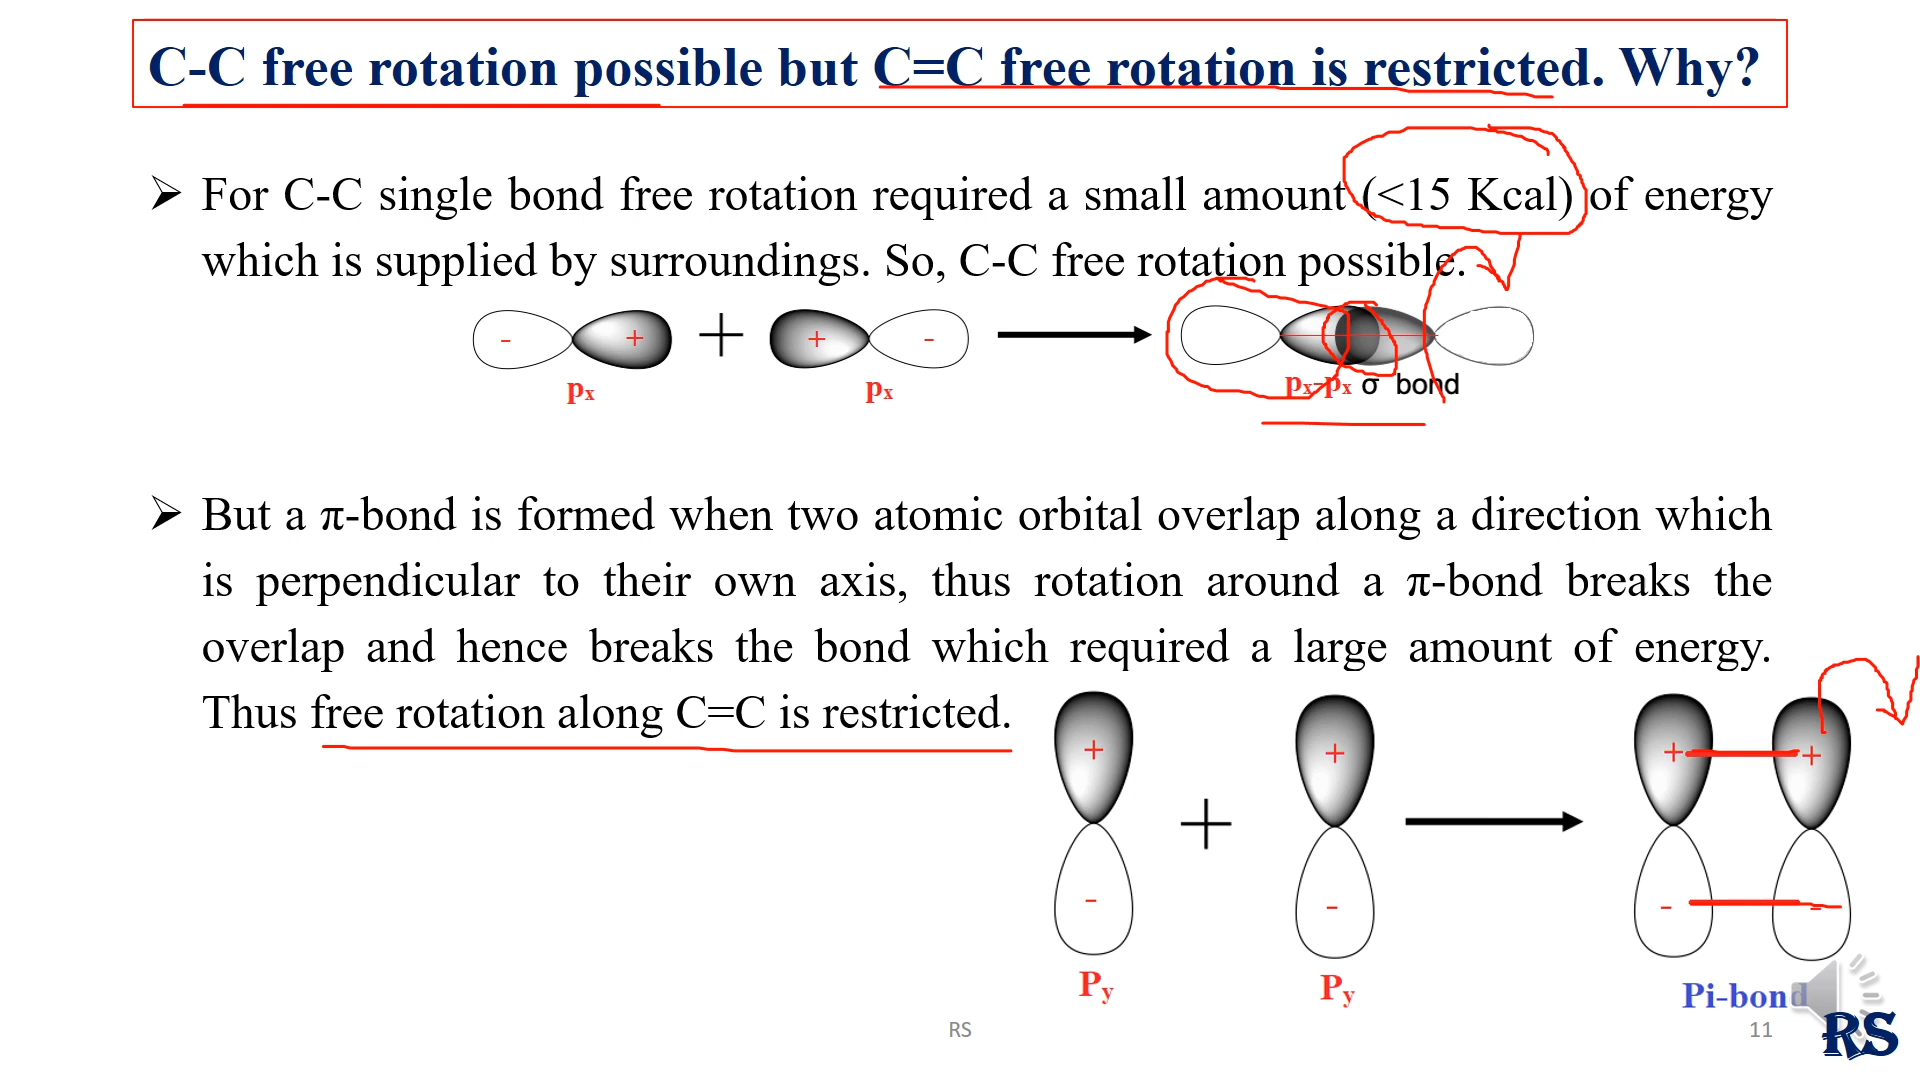 C-C free rotation possible but C=C free rotation is restricted. Why?
➢ For C-C single bond free rotation required a small amount (<15 Kcal) of energy
which is supplied by surroundings. So, C-C free rotation possible.
- + + + -
pₓ pₓ pₓ-pₓ σ bond
➢ But a π-bond is formed when two atomic orbital overlap along a direction which
is perpendicular to their own axis, thus rotation around a π-bond breaks the
overlap and hence breaks the bond which required a large amount of energy.
Thus free rotation along C=C is restricted.
+ + + +
+
- - - -
Py Py Pi-bond
RS 11
RS